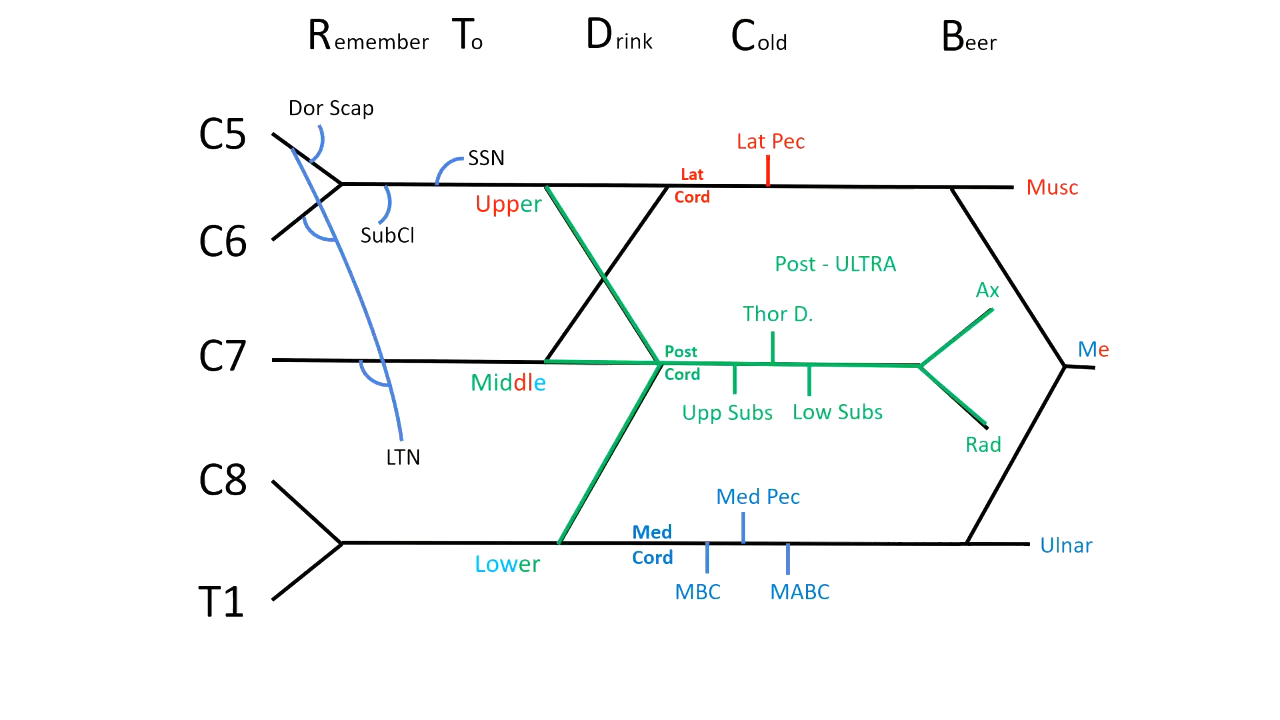 Remember To Drink Cold Beer
Dor Scap
C5
Lat Pec
SSN
Lat
Cord
Musc
Upper
SubCl
C6
Post - ULTRA
Ax
Thor D.
C7
Post
Cord
Me
Middle
Upp Subs
Low Subs
Rad
LTN
C8
Med Pec
Med
Cord
Ulnar
Lower
MBC
MABC
T1